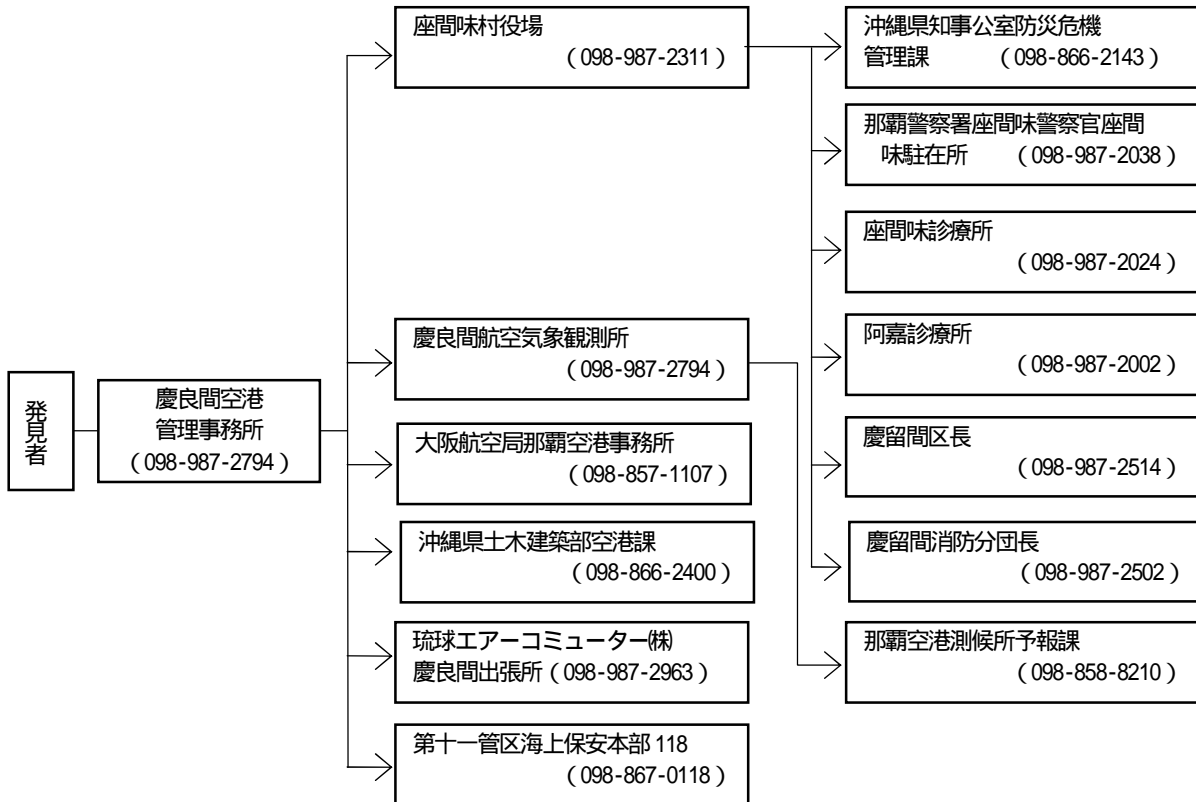 発見者
慶良間空港
管理事務所
(098-987-2794)
座間味村役場
(098-987-2311)
慶良間航空気象観測所
(098-987-2794)
大阪航空局那覇空港事務所
(098-857-1107)
沖縄県土木建築部空港課
(098-866-2400)
琉球エアーコミューター㈱
慶良間出張所(098-987-2963)
第十一管区海上保安本部 118
(098-867-0118)
沖縄県知事公室防災危機
管理課 (098-866-2143)
那覇警察署座間味警察官座間
味駐在所 (098-987-2038)
座間味診療所
(098-987-2024)
阿嘉診療所
(098-987-2002)
慶留間区長
(098-987-2514)
慶留間消防分団長
(098-987-2502)
那覇空港測候所予報課
(098-858-8210)